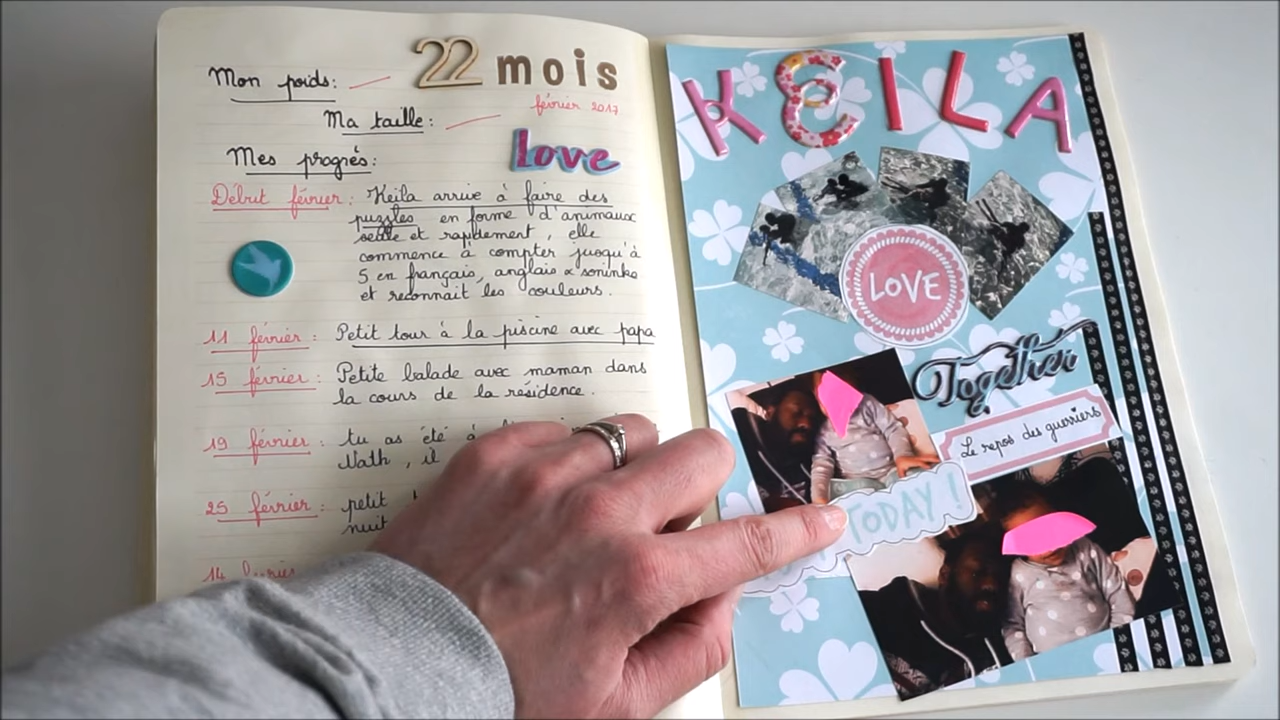 22 mois
Mon poids:
février 2017
Ma taille:
love
Mes progrés:
Début février: Keila arrive à faire des
puzzles en forme d'animaux
seule et rapidement, elle
commence à compter jusqu'à
5 en français, anglais & soninke
et reconnait les couleurs.
11 février: Petit tour à la piscine avec papa
15 février: Petite balade avec maman dans
la cours de la résidence.
19 février: tu as été à
Nath, il
25 février: petit
nuit
14
KEILA
LOVE
Together
Le repos des guerriers
TODAY!